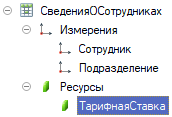 СведенияОСотрудниках
Измерения
Сотрудник
Подразделение
Ресурсы
ТарифнаяСтавка